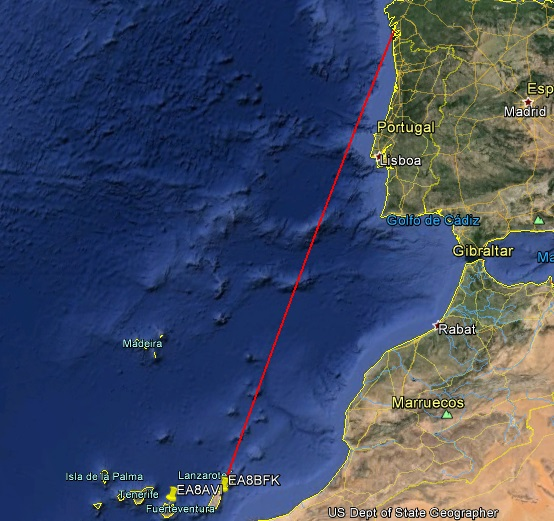 Esp
Madrid
Portugal
Lisboa
Golfo de Cádiz
Gibraltar
Ma
Rabat
Madeira
Marruecos
Isla de la Palma
Lanzarote
EA8BFK
Tenerife
EA8AV
Fuerteventura
US Dept of State Geographer